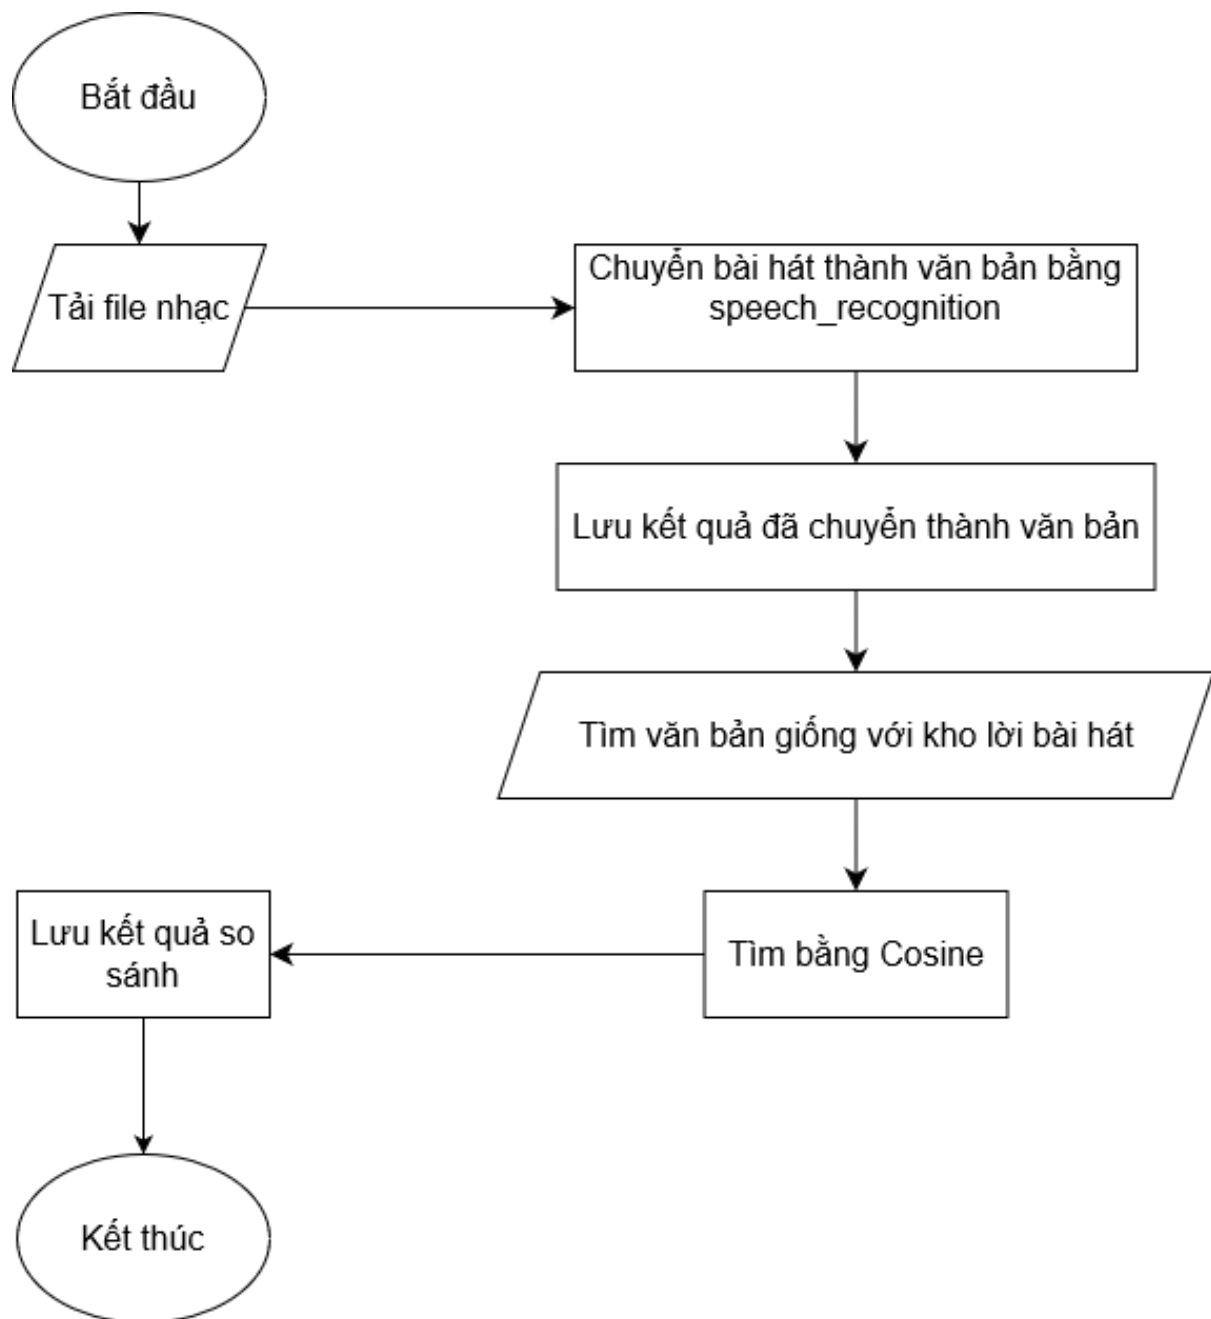 Bắt đầu
Tải file nhạc
Chuyển bài hát thành văn bản bằng
speech_recognition
Lưu kết quả đã chuyển thành văn bản
Tìm văn bản giống với kho lời bài hát
Tìm bằng Cosine
Lưu kết quả so
sánh
Kết thúc